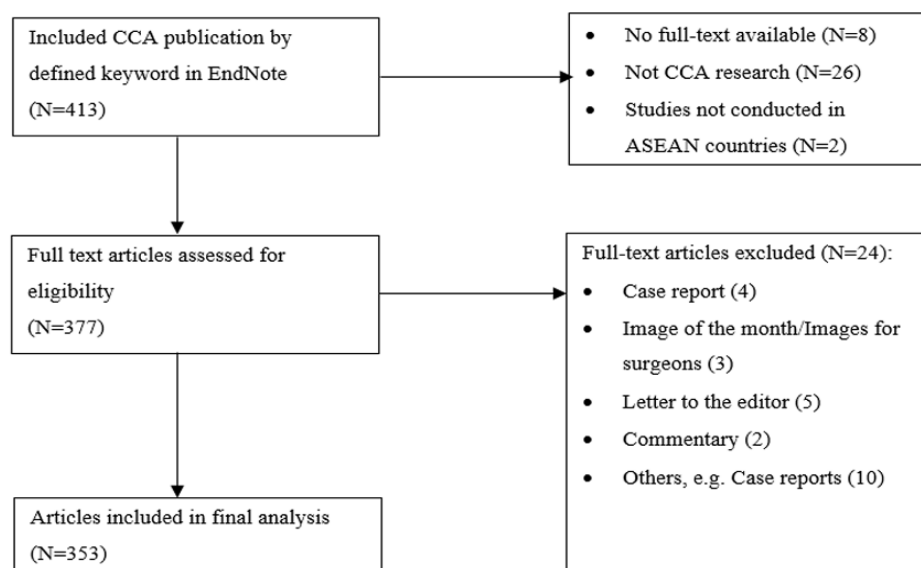 Included CCA publication by
defined keyword in EndNote
(N=413)
• No full-text available (N=8)
• Not CCA research (N=26)
• Studies not conducted in
ASEAN countries (N=2)
Full text articles assessed for
eligibility
(N=377)
Full-text articles excluded (N=24):
• Case report (4)
• Image of the month/Images for
surgeons (3)
• Letter to the editor (5)
• Commentary (2)
• Others, e.g. Case reports (10)
Articles included in final analysis
(N=353)